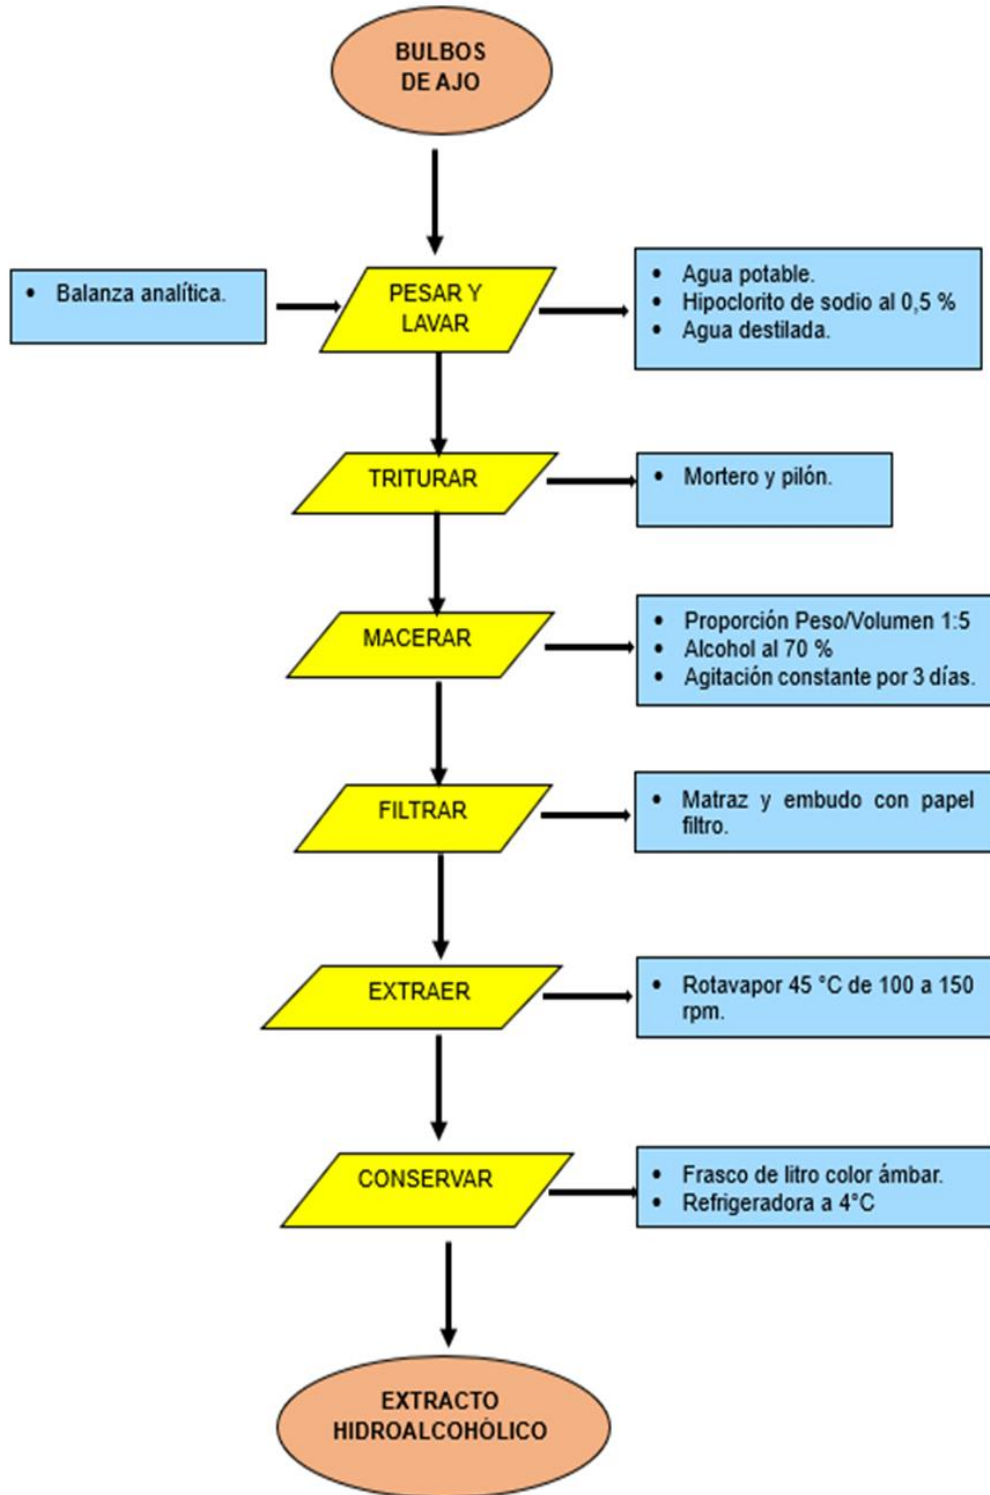 BULBOS
DE AJO
• Balanza analítica.
PESAR Y
LAVAR
• Agua potable.
• Hipoclorito de sodio al 0,5 %
• Agua destilada.
TRITURAR
• Mortero y pilón.
MACERAR
• Proporción Peso/Volumen 1:5
• Alcohol al 70 %
• Agitación constante por 3 días.
FILTRAR
• Matraz y embudo con papel
filtro.
EXTRAER
• Rotavapor 45 °C de 100 a 150
rpm.
CONSERVAR
• Frasco de litro color ámbar.
• Refrigeradora a 4°C
EXTRACTO
HIDROALCOHÓLICO